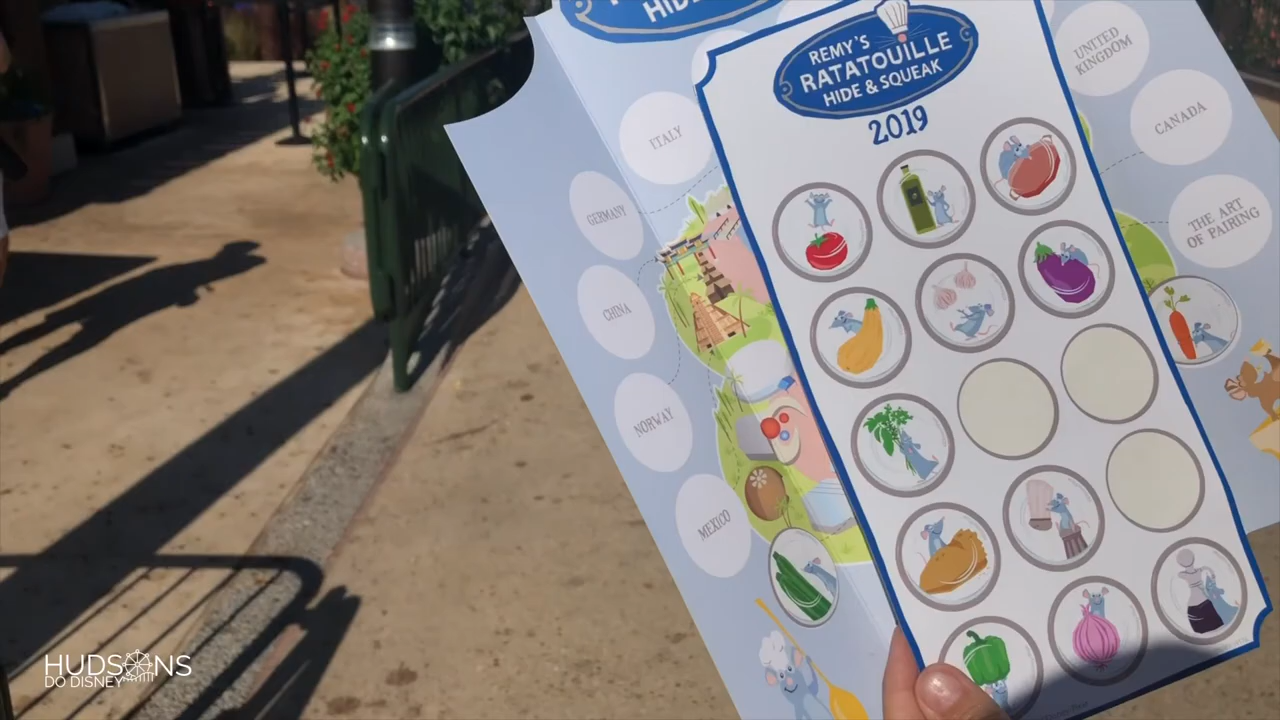 HIDE
REMY'S
RATATOUILLE
HIDE & SQUEAK
2019
ITALY
GERMANY
CHINA
NORWAY
MEXICO
UNITED
KINGDOM
CANADA
THE ART
OF PAIRING
HUDSONS
DO DISNEY